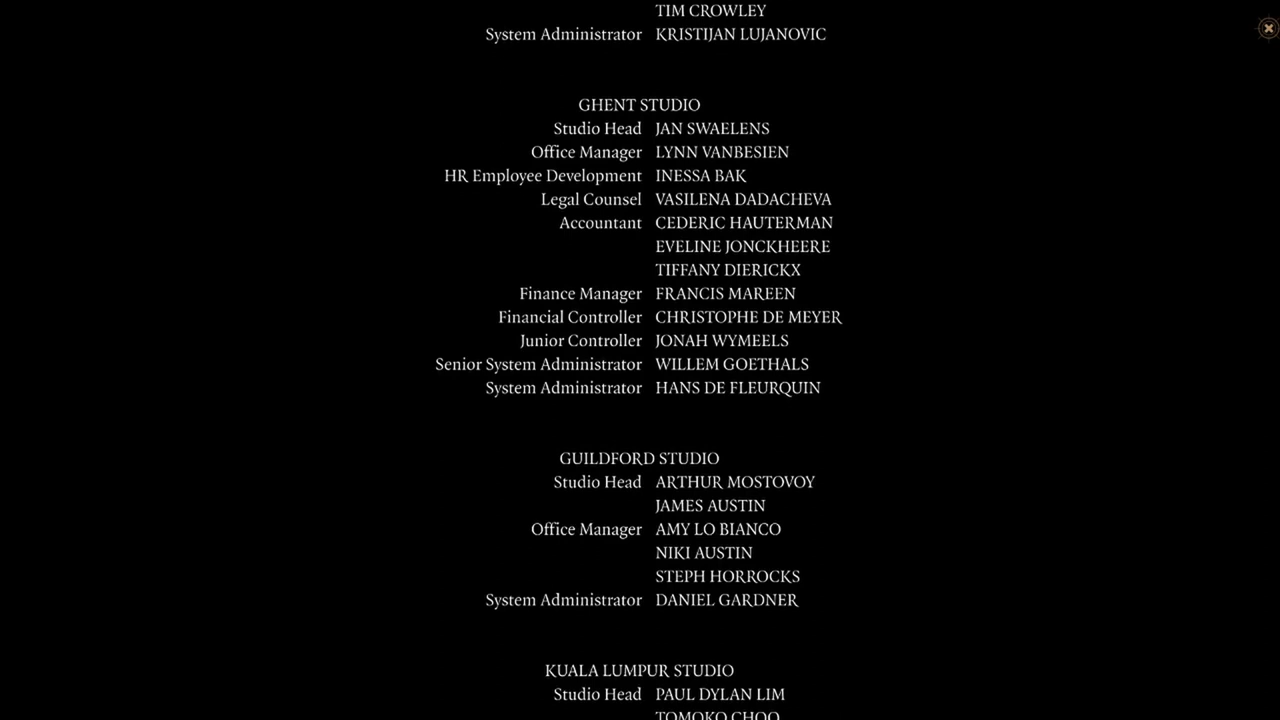 TIM CROWLEY
System Administrator KRISTIJAN LUJANOVIC
GHENT STUDIO
Studio Head JAN SWAELENS
Office Manager LYNN VANBESIEN
HR Employee Development INESSA BAK
Legal Counsel VASILENA DADACHEVA
Accountant CEDERIC HAUTERMAN
EVELINE JONCKHEERE
TIFFANY DIERICKX
Finance Manager FRANCIS MAREEN
Financial Controller CHRISTOPHE DE MEYER
Junior Controller JONAH WYMEELS
Senior System Administrator WILLEM GOETHALS
System Administrator HANS DE FLEURQUIN
GUILDFORD STUDIO
Studio Head ARTHUR MOSTOVOY
JAMES AUSTIN
Office Manager AMY LO BIANCO
NIKI AUSTIN
STEPH HORROCKS
System Administrator DANIEL GARDNER
KUALA LUMPUR STUDIO
Studio Head PAUL DYLAN LIM
TOMOKO CHOO